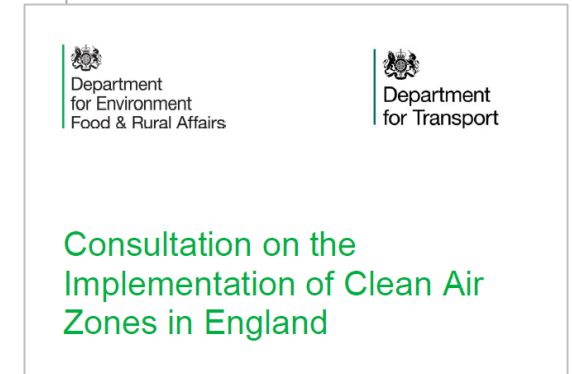 Department
for Environment
Food & Rural Affairs
Department
for Transport
Consultation on the
Implementation of Clean Air
Zones in England